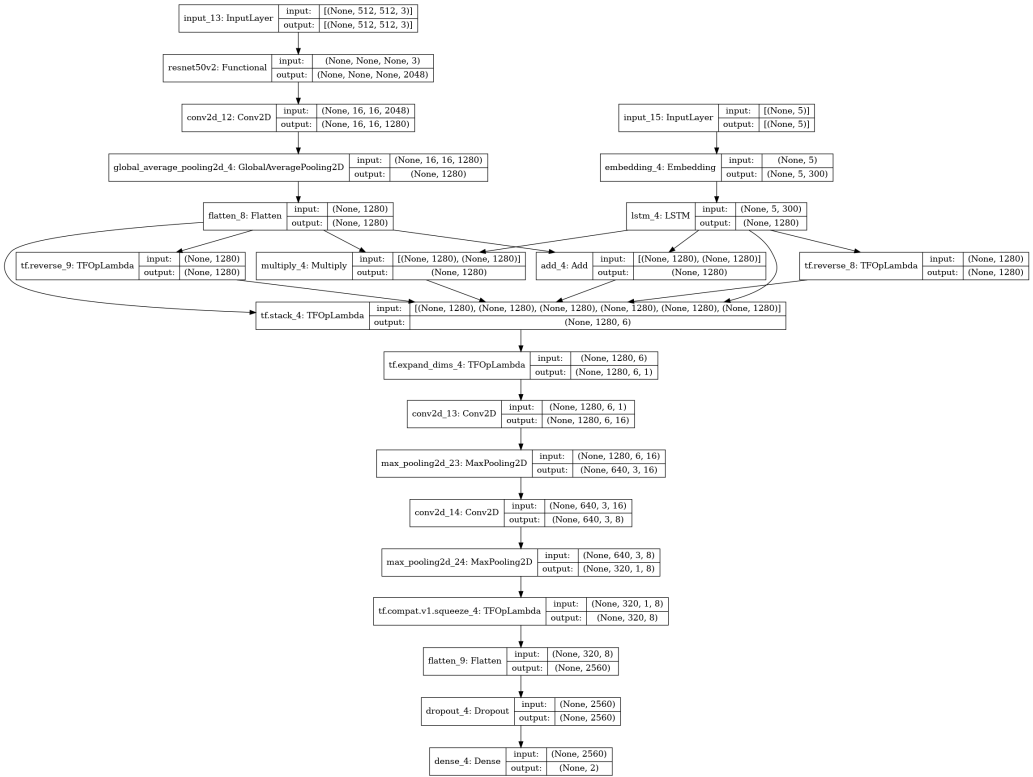 input_13: InputLayer
input: [(None, 512, 512, 3)]
output: [(None, 512, 512, 3)]
resnet50v2: Functional
input: (None, None, None, 3)
output: (None, None, None, 2048)
conv2d_12: Conv2D
input: (None, 16, 16, 2048)
output: (None, 16, 16, 1280)
input_15: InputLayer
input: [(None, 5)]
output: [(None, 5)]
global_average_pooling2d_4: GlobalAveragePooling2D
input: (None, 16, 16, 1280)
output: (None, 1280)
embedding_4: Embedding
input: (None, 5)
output: (None, 5, 300)
flatten_8: Flatten
input: (None, 1280)
output: (None, 1280)
lstm_4: LSTM
input: (None, 5, 300)
output: (None, 1280)
tf.reverse_9: TFOpLambda
input: (None, 1280)
output: (None, 1280)
multiply_4: Multiply
input: [(None, 1280), (None, 1280)]
output: (None, 1280)
add_4: Add
input: [(None, 1280), (None, 1280)]
output: (None, 1280)
tf.reverse_8: TFOpLambda
input: (None, 1280)
output: (None, 1280)
tf.stack_4: TFOpLambda
input: [(None, 1280), (None, 1280), (None, 1280), (None, 1280), (None, 1280), (None, 1280)]
output: (None, 1280, 6)
tf.expand_dims_4: TFOpLambda
input: (None, 1280, 6)
output: (None, 1280, 6, 1)
conv2d_13: Conv2D
input: (None, 1280, 6, 1)
output: (None, 1280, 6, 16)
max_pooling2d_23: MaxPooling2D
input: (None, 1280, 6, 16)
output: (None, 640, 3, 16)
conv2d_14: Conv2D
input: (None, 640, 3, 16)
output: (None, 640, 3, 8)
max_pooling2d_24: MaxPooling2D
input: (None, 640, 3, 8)
output: (None, 320, 1, 8)
tf.compat.v1.squeeze_4: TFOpLambda
input: (None, 320, 1, 8)
output: (None, 320, 8)
flatten_9: Flatten
input: (None, 320, 8)
output: (None, 2560)
dropout_4: Dropout
input: (None, 2560)
output: (None, 2560)
dense_4: Dense
input: (None, 2560)
output: (None, 2)